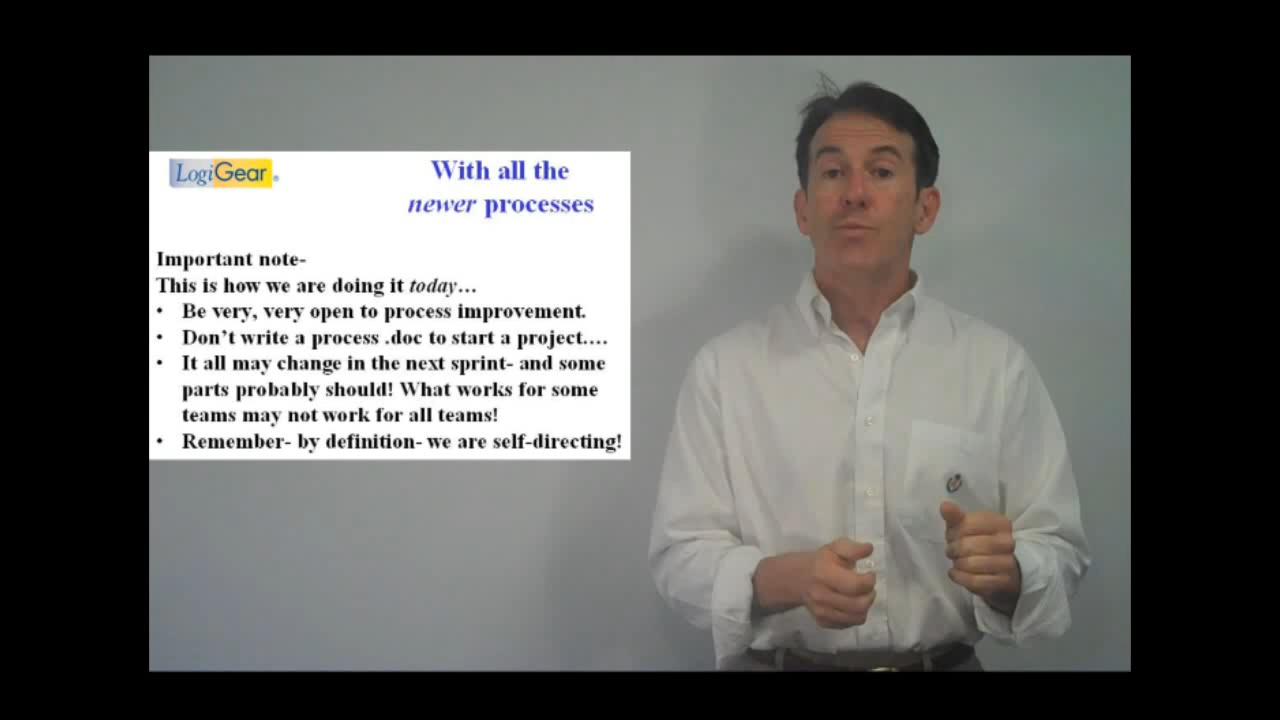 LogiGear®
With all the
newer processes
Important note-
This is how we are doing it today…
• Be very, very open to process improvement.
• Don’t write a process .doc to start a project….
• It all may change in the next sprint- and some
parts probably should! What works for some
teams may not work for all teams!
• Remember- by definition- we are self-directing!